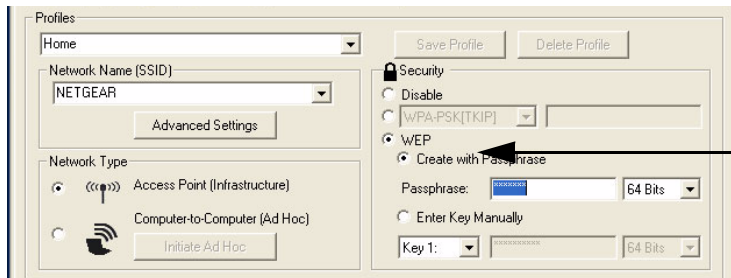 Profiles
Home
Save Profile
Delete Profile
Network Name (SSID)
NETGEAR
Advanced Settings
Security
Disable
WPA-PSK[TKIP]
WEP
Create with Passphrase
Passphrase: xxxxxxx 64 Bits
Enter Key Manually
Key 1: xxxxxxxxxx 64 Bits
Network Type
Access Point (Infrastructure)
Computer-to-Computer (Ad Hoc)
Initiate Ad Hoc